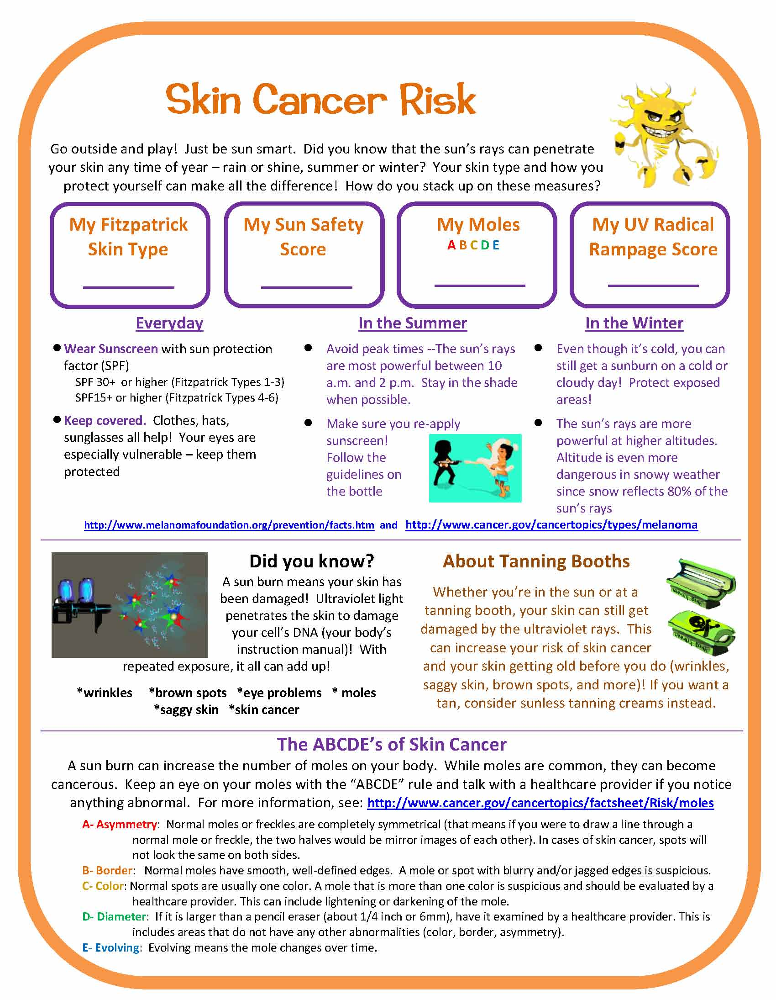 Skin Cancer Risk
Go outside and play! Just be sun smart. Did you know that the sun's rays can penetrate
your skin any time of year – rain or shine, summer or winter? Your skin type and how you
protect yourself can make all the difference! How do you stack up on these measures?
My Fitzpatrick
Skin Type
My Sun Safety
Score
My Moles
A B C D E
My UV Radical
Rampage Score
Everyday
● Wear Sunscreen with sun protection
factor (SPF)
SPF 30+ or higher (Fitzpatrick Types 1-3)
SPF15+ or higher (Fitzpatrick Types 4-6)
● Keep covered. Clothes, hats,
sunglasses all help! Your eyes are
especially vulnerable – keep them
protected
In the Summer
● Avoid peak times --The sun's rays
are most powerful between 10
a.m. and 2 p.m. Stay in the shade
when possible.
● Make sure you re-apply
sunscreen!
Follow the
guidelines on
the bottle
In the Winter
● Even though it's cold, you can
still get a sunburn on a cold or
cloudy day! Protect exposed
areas!
● The sun's rays are more
powerful at higher altitudes.
Altitude is even more
dangerous in snowy weather
since snow reflects 80% of the
sun's rays
http://www.melanomafoundation.org/prevention/facts.htm and http://www.cancer.gov/cancertopics/types/melanoma
Did you know?
A sun burn means your skin has
been damaged! Ultraviolet light
penetrates the skin to damage
your cell's DNA (your body's
instruction manual)! With
repeated exposure, it all can add up!
*wrinkles *brown spots *eye problems * moles
*saggy skin *skin cancer
About Tanning Booths
Whether you're in the sun or at a
tanning booth, your skin can still get
damaged by the ultraviolet rays. This
can increase your risk of skin cancer
and your skin getting old before you do (wrinkles,
saggy skin, brown spots, and more)! If you want a
tan, consider sunless tanning creams instead.
TANNING BOOTH
TANNING BOOTH
The ABCDE's of Skin Cancer
A sun burn can increase the number of moles on your body. While moles are common, they can become
cancerous. Keep an eye on your moles with the “ABCDE” rule and talk with a healthcare provider if you notice
anything abnormal. For more information, see: http://www.cancer.gov/cancertopics/factsheet/Risk/moles
A- Asymmetry: Normal moles or freckles are completely symmetrical (that means if you were to draw a line through a
normal mole or freckle, the two halves would be mirror images of each other). In cases of skin cancer, spots will
not look the same on both sides.
B- Border: Normal moles have smooth, well-defined edges. A mole or spot with blurry and/or jagged edges is suspicious.
C- Color: Normal spots are usually one color. A mole that is more than one color is suspicious and should be evaluated by a
healthcare provider. This can include lightening or darkening of the mole.
D- Diameter: If it is larger than a pencil eraser (about 1/4 inch or 6mm), have it examined by a healthcare provider. This is
includes areas that do not have any other abnormalities (color, border, asymmetry).
E- Evolving: Evolving means the mole changes over time.